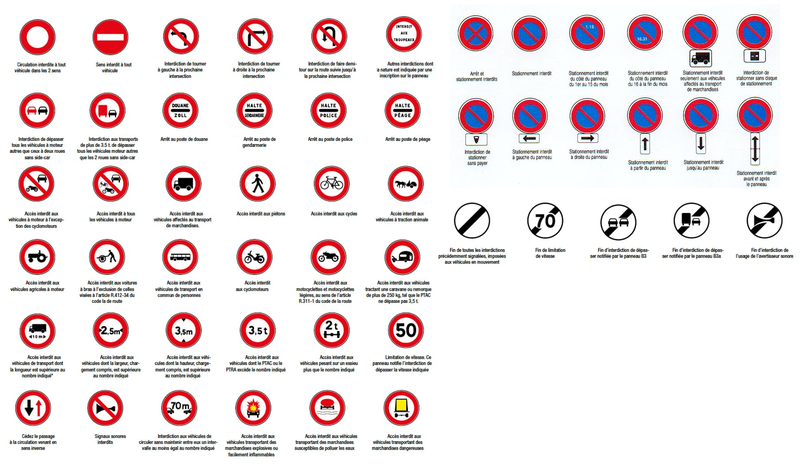 Circulation interdite à tout
véhicule dans les 2 sens
Sens interdit à tout
véhicule
Interdiction de tourner
à gauche à la prochaine
intersection
Interdiction de tourner
à droite à la prochaine
intersection
Interdiction de faire demi-
tour sur la route suivie jusqu'à
la prochaine intersection
INTERDIT
AUX
TROUPEAUX
Autres interdictions dont
a nature est indiquée par une
inscription sur le panneau
Interdiction de dépasser
tous les véhicules à moteur
autres que ceux à deux roues
sans side-car
Interdiction aux transports
de plus de 3,5 t. de dépasser
tous les véhicules moteur autre
que les 2 roues sans side-car
DOUANE
ZOLL
Arrêt au poste de douane
HALTE
GENDARMERIE
Arrêt au poste de
gendarmerie
HALTE
POLICE
Arrêt au poste de police
HALTE
PÉAGE
Arrêt au poste de péage
Accès interdit aux
véhicules à moteur à l'excep-
tion des cyclomoteurs
Accès interdit à tous
les véhicules à moteur
Accès interdit aux
véhicules affectés au transport
de marchandises.
Accès interdit aux piétons
Accès interdit aux cycles
Accès interdit aux
véhicules à traction animale
Accès interdit aux
véhicules agricoles à moteur
Accès interdit aux voitures
à bras à l'exclusion de celles
visées à l'article R.412-34 du
code de la route
Accès interdit aux
véhicules de transport en
commun de personnes
Accès interdit
aux cyclomoteurs
Accès interdit aux
motocyclettes et motocyclettes
légères, au sens de l'article
R.311-1 du code de la route
Accès interdit aux véhicules
tractant une caravane ou remorque
de plus de 250 kg, tel que le PTAC
ne dépasse pas 3,5 t.
10m
Accès interdit aux
véhicules de transport dont
la longueur est supérieure au
nombre indiqué*
2,5m
Accès interdit aux véhicules
dont la largeur, char-
gement compris, est supérieure
au nombre indiqué
3,5m
Accès interdit aux véhi-
cules dont la hauteur, char-
gement compris, est supérieure
au nombre indiqué
3,5 t
Accès interdit aux
véhicules dont le PTAC ou le
PTRA excède le nombre indiqué
2 t
Accès interdit aux
véhicules pesant sur un essieu
plus que le nombre indiqué
50
Limitation de vitesse. Ce
panneau notifie l'interdiction de
dépasser la vitesse indiquée
Cédez le passage
à la circulation venant en
sens inverse
Signaux sonores
interdits
70m
Interdiction aux véhicules de
circuler sans maintenir entre eux un inter-
valle au moins égal au nombre indiqué
Accès interdit aux
véhicules transportant des
marchandises explosives ou
facilement inflammables
Accès interdit aux véhicules
transportant des marchandises
susceptibles de polluer les eaux
Accès interdit aux
véhicules transportant des
marchandises dangereuses
Arrêt et
stationnement interdits
Stationnement interdit
1.15
Stationnement interdit
du côté du panneau
du 1er au 15 du mois
16.31
Stationnement interdit
du côté du panneau
du 16 à la fin du mois
Stationnement interdit
seulement aux véhicules
affectés au transport
de marchandises
Interdiction de
stationner sans disque
de stationnement
Interdiction de
stationner
sans payer
Stationnement interdit
à gauche du panneau
Stationnement interdit
à droite du panneau
Stationnement interdit
à partir du panneau
Stationnement interdit
jusqu'au panneau
Stationnement interdit
avant et après
le panneau
Fin de toutes les interdictions
précédemment signalées, imposées
aux véhicules en mouvement
70
Fin de limitation
de vitesse
Fin d'interdiction de dépas-
ser notifiée par le panneau B3
Fin d'interdiction de dépas-
ser notifiée par le panneau B3a
Fin d'interdiction de
l'usage de l'avertisseur sonore